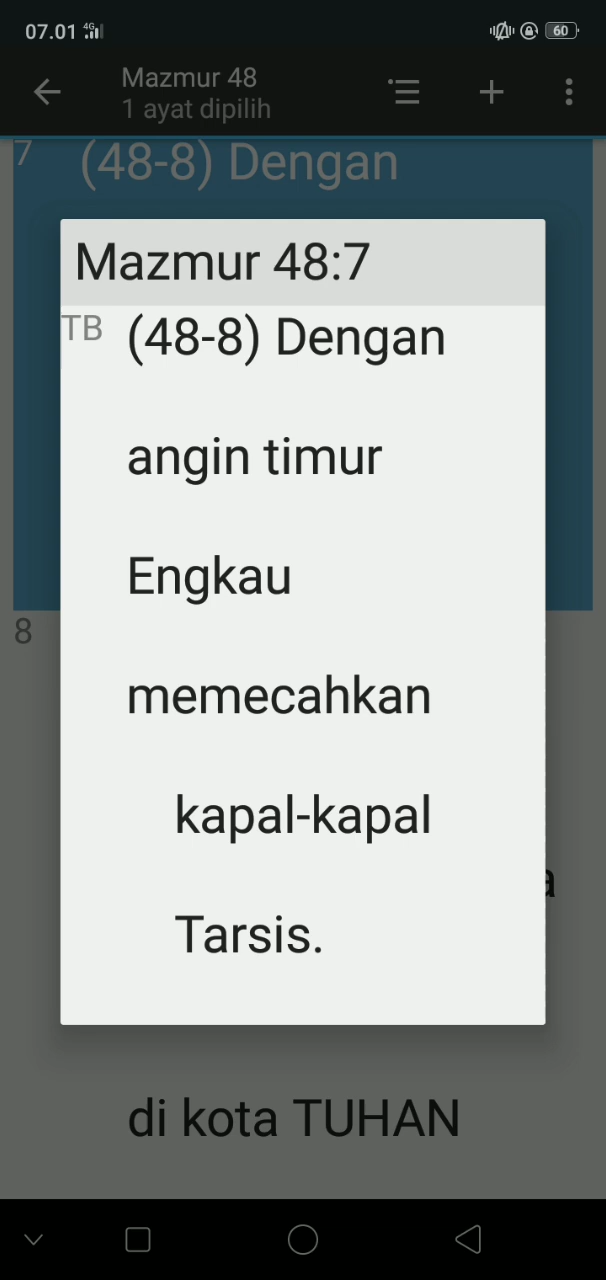 07.01 4G 60
Mazmur 48
1 ayat dipilih
7 (48-8) Dengan
Mazmur 48:7
TB (48-8) Dengan
angin timur
Engkau
memecahkan
kapal-kapal
Tarsis.
8
a
di kota TUHAN